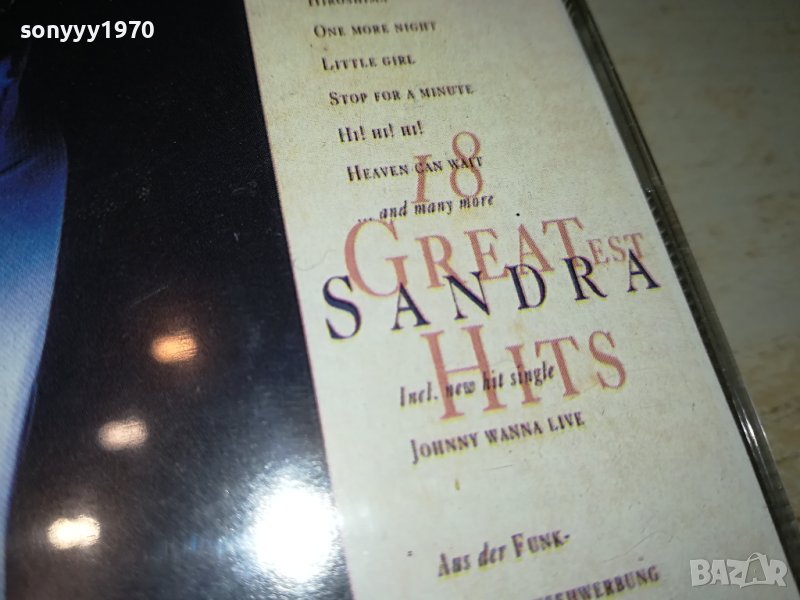 sonyyy1970
HIROSHIMA
ONE MORE NIGHT
LITTLE GIRL
STOP FOR A MINUTE
HI! HI! HI!
HEAVEN CAN WAIT
18
... and many more
GREATEST
SANDRA
HITS
Incl. new hit single
JOHNNY WANNA LIVE
Aus der FUNK-
BAZAR